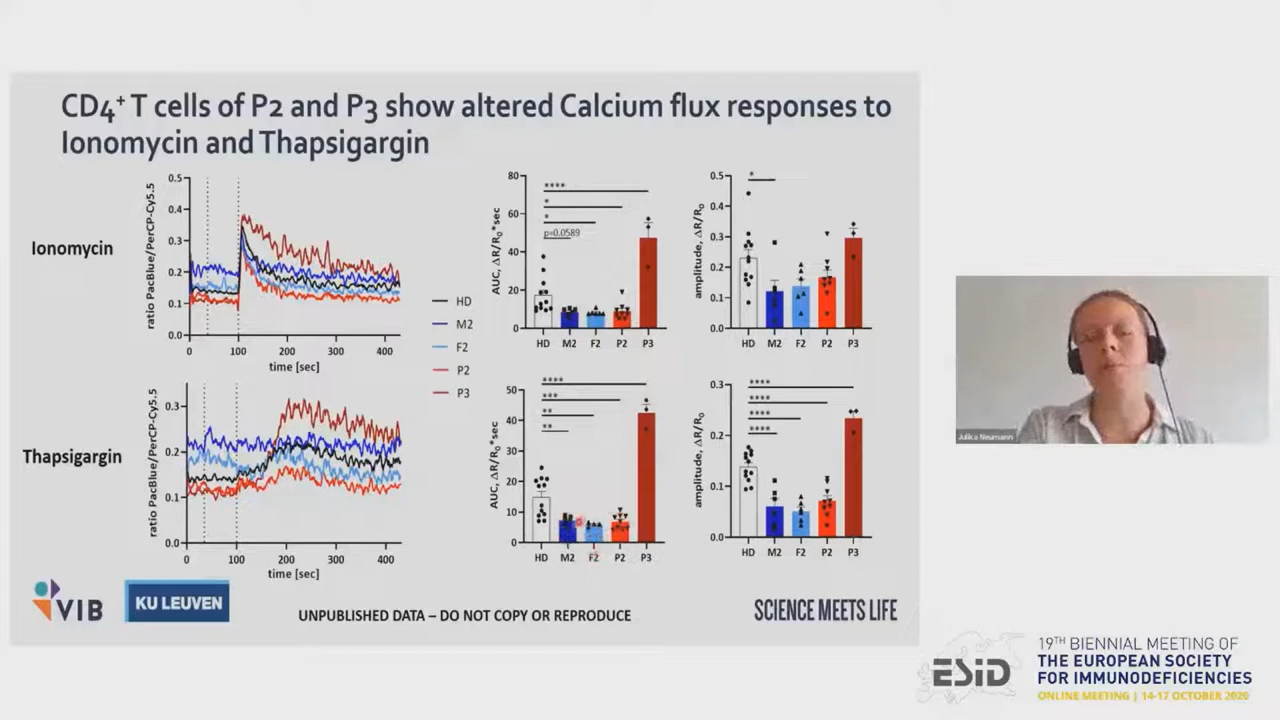 CD4+ T cells of P2 and P3 show altered Calcium flux responses to
Ionomycin and Thapsigargin
Ionomycin
ratio PacBlue/PerCP-Cy5.5
0.5
0.4
0.3
0.2
0.1
0.0
0 100 200 300 400
time [sec]
HD
M2
F2
P2
P3
AUC, ΔR/R0*sec
80
60
40
20
0
****
*
*
p=0.0589
HD M2 F2 P2 P3
amplitude, ΔR/R0
0.5
0.4
0.3
0.2
0.1
0.0
*
HD M2 F2 P2 P3
Thapsigargin
ratio PacBlue/PerCP-Cy5.5
0.3
0.2
0.1
0.0
0 100 200 300 400
time [sec]
AUC, ΔR/R0*sec
50
40
30
20
10
0
****
***
**
**
HD M2 F2 P2 P3
amplitude, ΔR/R0
0.3
0.2
0.1
0.0
****
****
****
****
HD M2 F2 P2 P3
VIB
KU LEUVEN
UNPUBLISHED DATA – DO NOT COPY OR REPRODUCE
SCIENCE MEETS LIFE
Julika Neumann
ESID
19TH BIENNIAL MEETING OF
THE EUROPEAN SOCIETY
FOR IMMUNODEFICIENCIES
ONLINE MEETING | 14-17 OCTOBER 2020